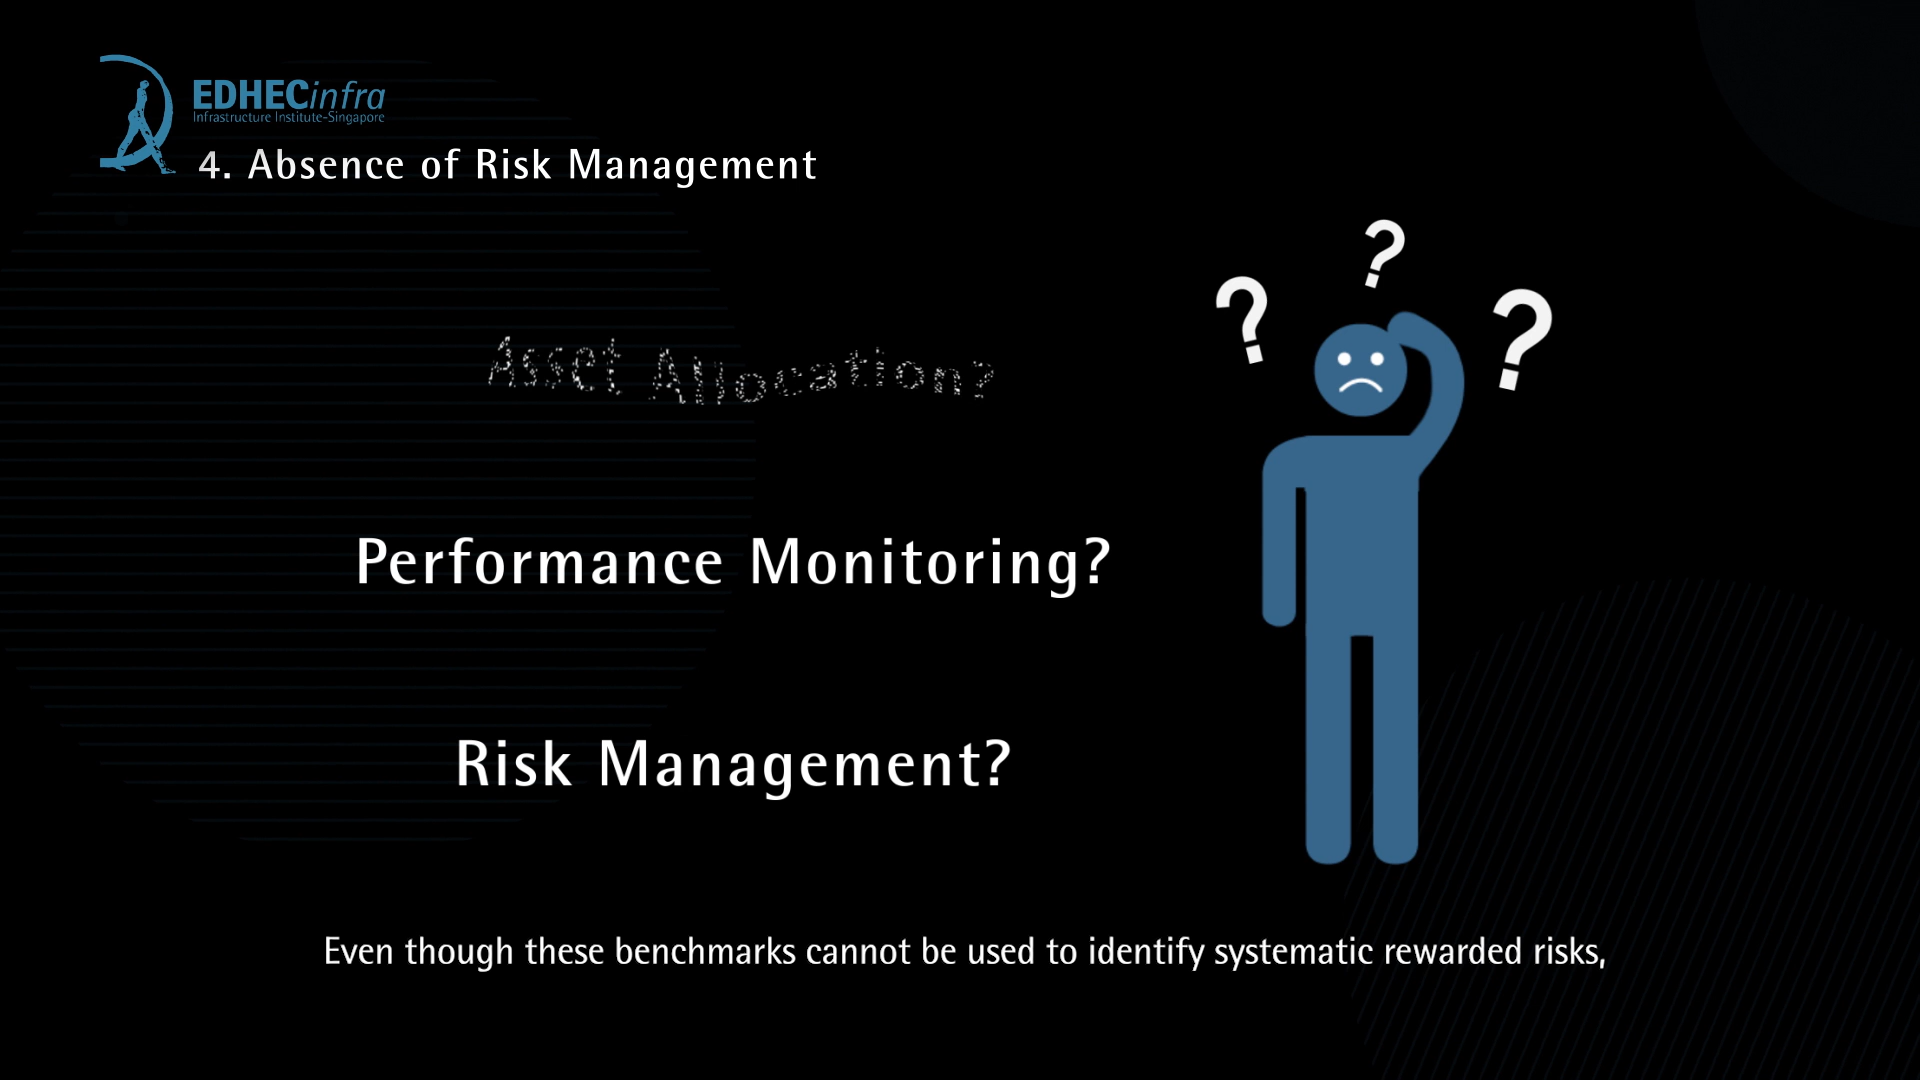 EDHECinfra
Infrastructure Institute-Singapore
4. Absence of Risk Management
? ? ?
Asset Allocation?
Performance Monitoring?
Risk Management?
Even though these benchmarks cannot be used to identify systematic rewarded risks,